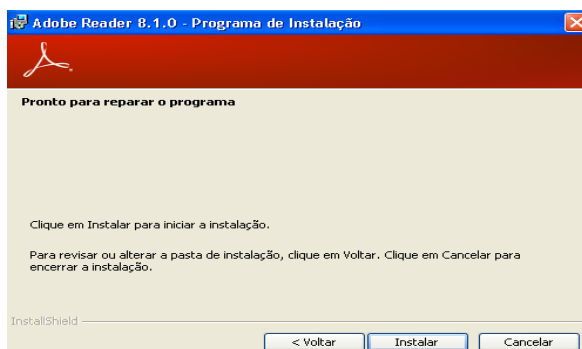 Adobe Reader 8.1.0 - Programa de Instalação
Pronto para reparar o programa
Clique em Instalar para iniciar a instalação.
Para revisar ou alterar a pasta de instalação, clique em Voltar. Clique em Cancelar para
encerrar a instalação.
InstallShield
< Voltar Instalar Cancelar